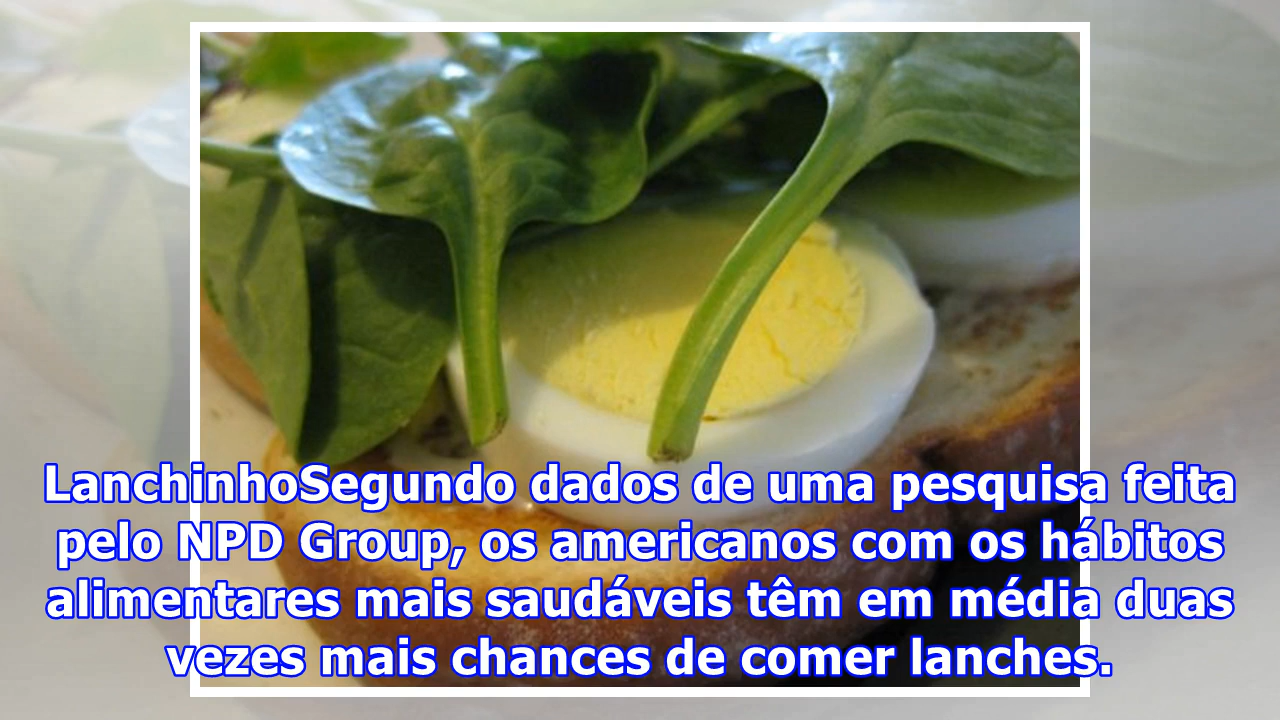 LanchinhoSegundo dados de uma pesquisa feita
pelo NPD Group, os americanos com os hábitos
alimentares mais saudáveis têm em média duas
vezes mais chances de comer lanches.